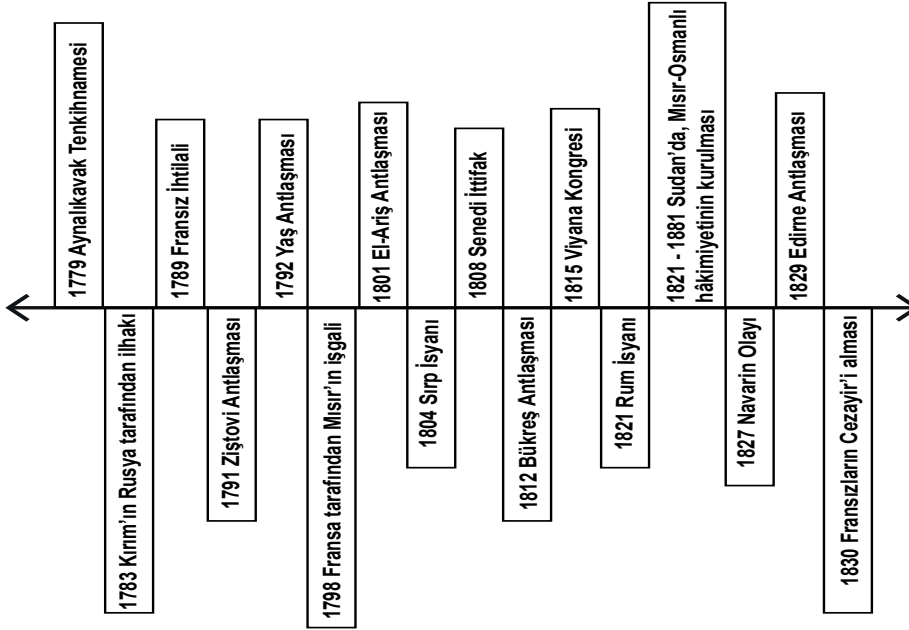 1779 Aynalıkavak Tenkihnamesi
1783 Kırım’ın Rusya tarafından ilhakı
1789 Fransız İhtilali
1791 Ziştovi Antlaşması
1792 Yaş Antlaşması
1798 Fransa tarafından Mısır’ın işgali
1801 El-Ariş Antlaşması
1804 Sırp İsyanı
1808 Senedi İttifak
1812 Bükreş Antlaşması
1815 Viyana Kongresi
1821 Rum İsyanı
1821 - 1881 Sudan’da, Mısır-Osmanlı
hâkimiyetinin kurulması
1827 Navarin Olayı
1829 Edirne Antlaşması
1830 Fransızların Cezayir’i alması